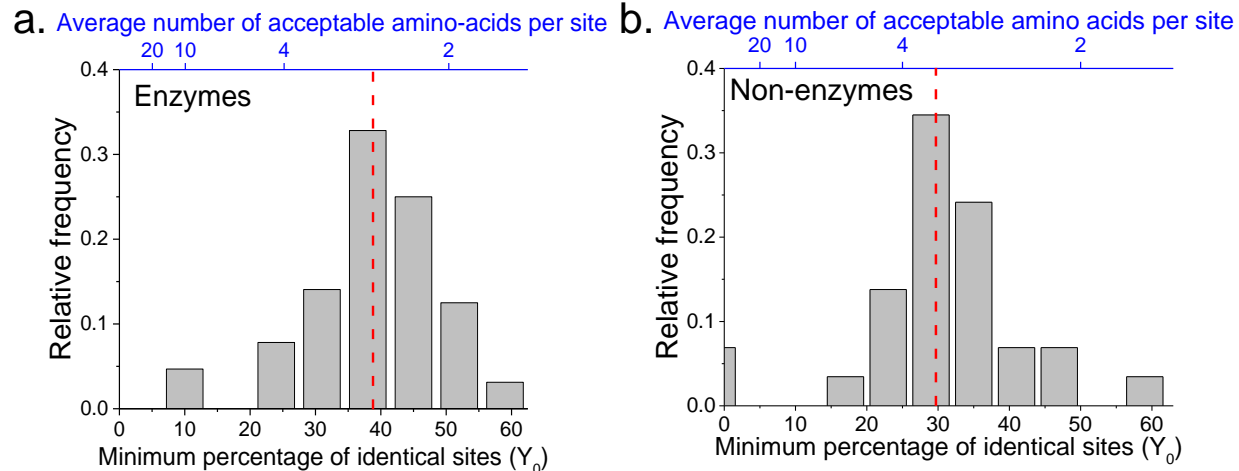 a. Average number of acceptable amino-acids per site
20 10 4 2
Enzymes
Relative frequency
0.4
0.3
0.2
0.1
0.0
0 10 20 30 40 50 60
Minimum percentage of identical sites (Y_0)
b. Average number of acceptable amino acids per site
20 10 4 2
Non-enzymes
Relative frequency
0.4
0.3
0.2
0.1
0.0
0 10 20 30 40 50 60
Minimum percentage of identical sites (Y_0)